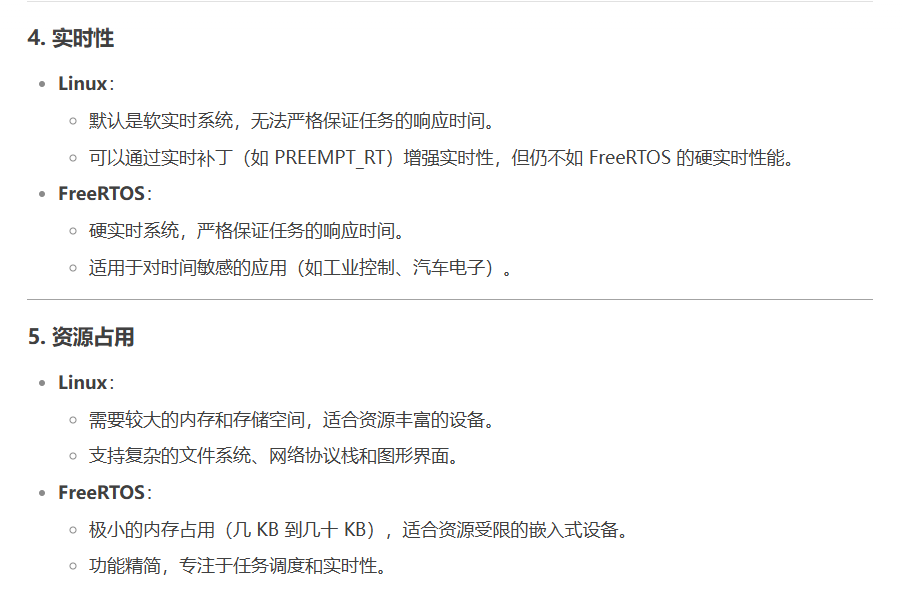 4. 实时性
Linux：
默认是软实时系统，无法严格保证任务的响应时间。
可以通过实时补丁（如 PREEMPT_RT）增强实时性，但仍不如 FreeRTOS 的硬实时性能。
FreeRTOS：
硬实时系统，严格保证任务的响应时间。
适用于对时间敏感的应用（如工业控制、汽车电子）。
5. 资源占用
Linux：
需要较大的内存和存储空间，适合资源丰富的设备。
支持复杂的文件系统、网络协议栈和图形界面。
FreeRTOS：
极小的内存占用（几 KB 到几十 KB），适合资源受限的嵌入式设备。
功能精简，专注于任务调度和实时性。